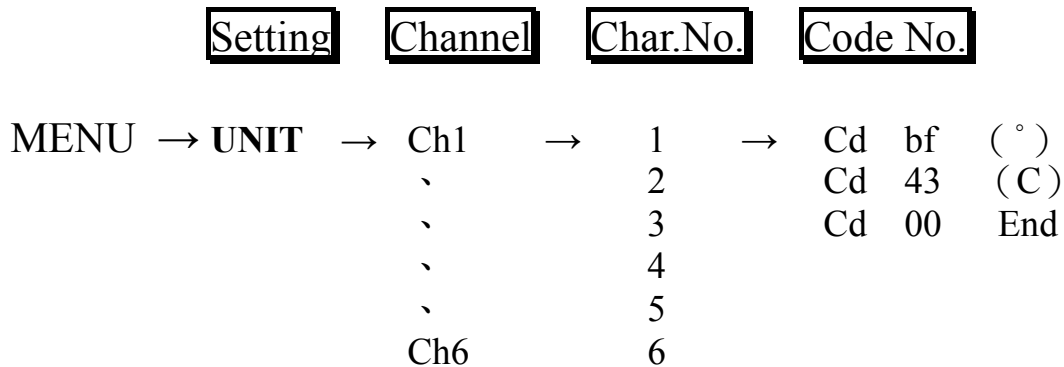 Setting Channel Char.No. Code No.
MENU → UNIT → Ch1 → 1 → Cd bf (°)
、 2 Cd 43 (C)
、 3 Cd 00 End
、 4
、 5
Ch6 6